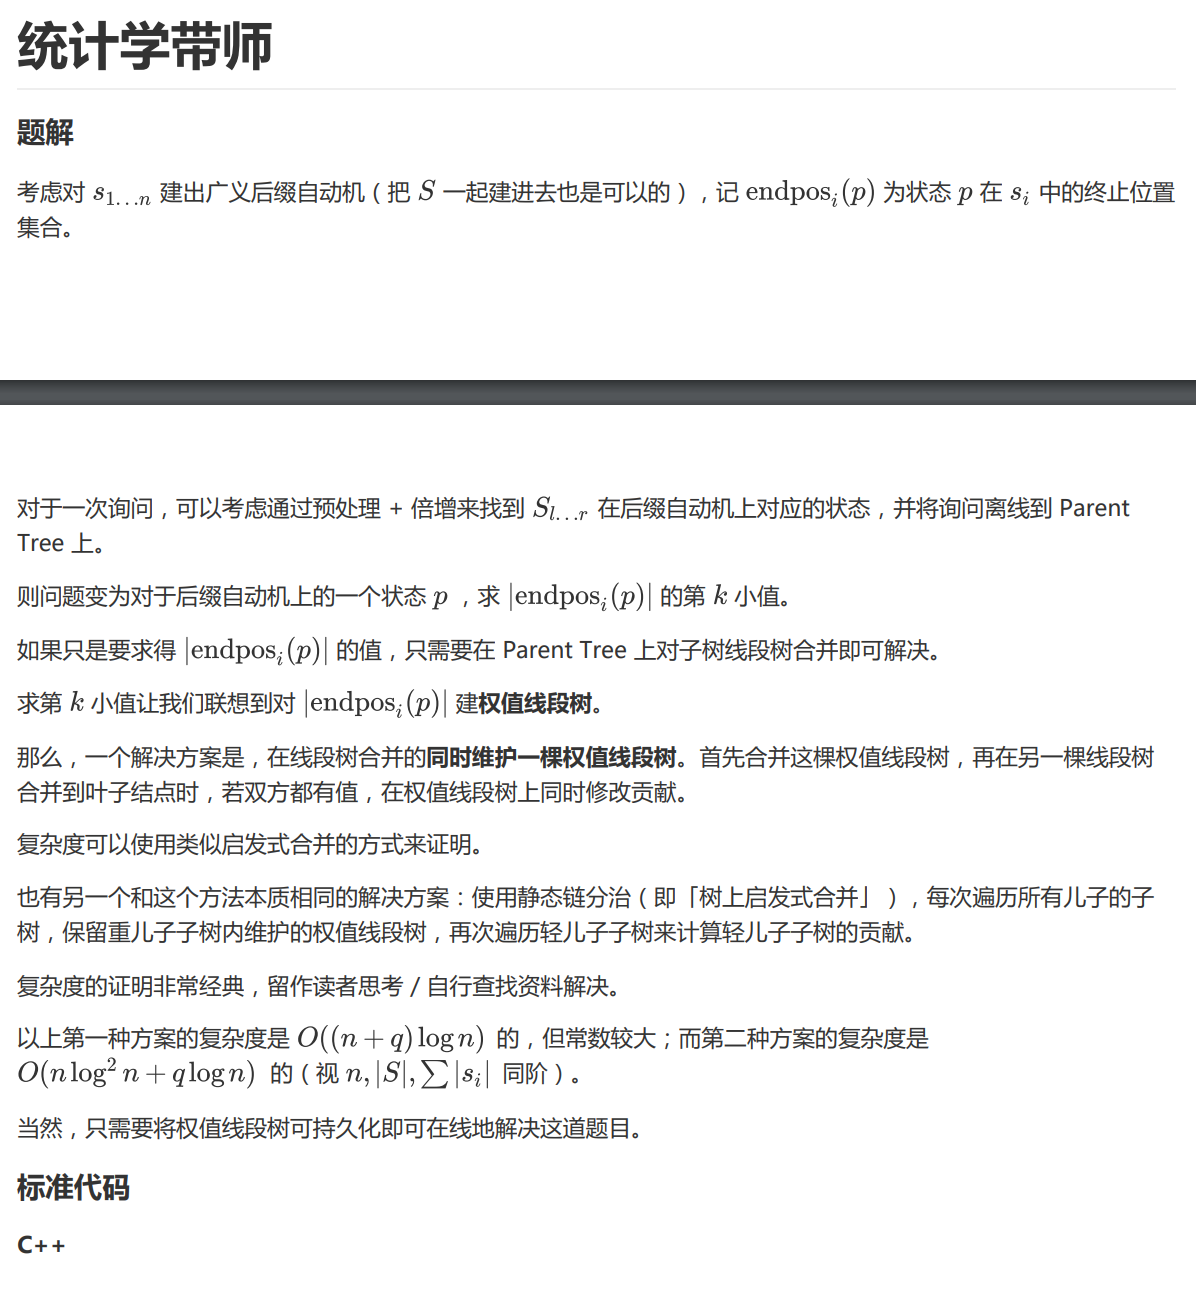 统计学带师
题解
考虑对 $s_{1...n}$ 建出广义后缀自动机（把 $S$ 一起建进去也是可以的），记 $\text{endpos}_i(p)$ 为状态 $p$ 在 $s_i$ 中的终止位置
集合。
对于一次询问，可以考虑通过预处理 + 倍增来找到 $S_{l...r}$ 在后缀自动机上对应的状态，并将询问离线到 Parent
Tree 上。
则问题变为对于后缀自动机上的一个状态 $p$ ，求 $|\text{endpos}_i(p)|$ 的第 $k$ 小值。
如果只是要求得 $|\text{endpos}_i(p)|$ 的值，只需要在 Parent Tree 上对子树线段树合并即可解决。
求第 $k$ 小值让我们联想到对 $|\text{endpos}_i(p)|$ 建权值线段树。
那么，一个解决方案是，在线段树合并的同时维护一棵权值线段树。首先合并这棵权值线段树，再在另一棵线段树
合并到叶子结点时，若双方都有值，在权值线段树上同时修改贡献。
复杂度可以使用类似启发式合并的方式来证明。
也有另一个和这个方法本质相同的解决方案：使用静态链分治（即「树上启发式合并」），每次遍历所有儿子的子
树，保留重儿子子树内维护的权值线段树，再次遍历轻儿子子树来计算轻儿子子树的贡献。
复杂度的证明非常经典，留作读者思考 / 自行查找资料解决。
以上第一种方案的复杂度是 $O((n + q) \log n)$ 的，但常数较大；而第二种方案的复杂度是
$O(n \log^2 n + q \log n)$ 的（视 $n, |S|, \sum |s_i|$ 同阶）。
当然，只需要将权值线段树可持久化即可在线地解决这道题目。
标准代码
C++